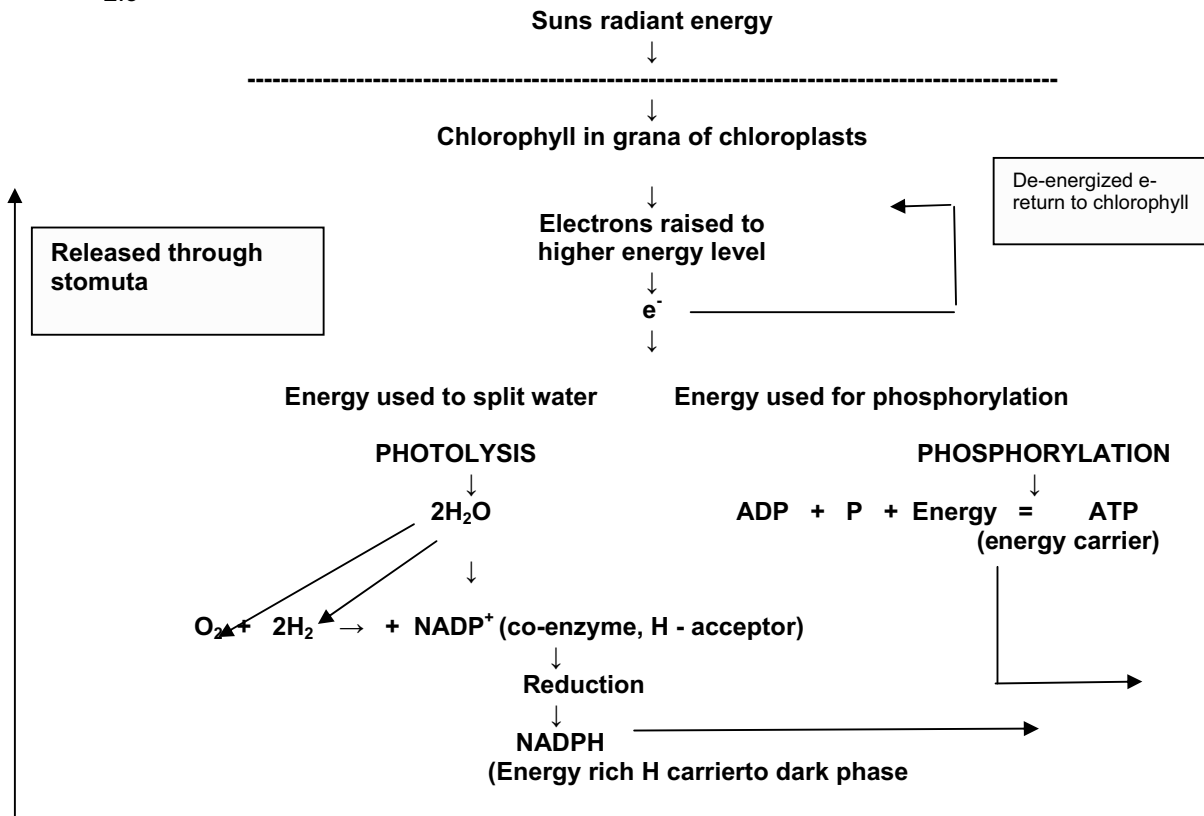 Suns radiant energy
↓
--------------------------------------------------------------------------------
↓
Chlorophyll in grana of chloroplasts
De-energized e-
return to chlorophyll
↓
Electrons raised to
higher energy level
Released through
stomuta
↓
e⁻
↓
Energy used to split water Energy used for phosphorylation
PHOTOLYSIS PHOSPHORYLATION
↓ ↓
2H₂O ADP + P + Energy = ATP
(energy carrier)
↓
O₂ + 2H₂ → + NADP⁺ (co-enzyme, H - acceptor)
↓
Reduction
↓
NADPH
(Energy rich H carrierto dark phase